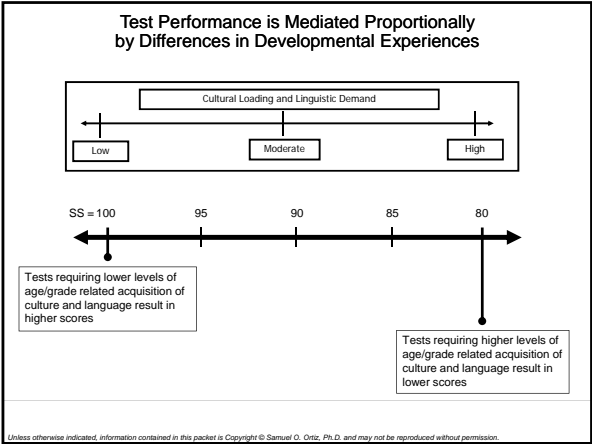 Test Performance is Mediated Proportionally
by Differences in Developmental Experiences
Cultural Loading and Linguistic Demand
Low
Moderate
High
SS = 100 95 90 85 80
Tests requiring lower levels of
age/grade related acquisition of
culture and language result in
higher scores
Tests requiring higher levels of
age/grade related acquisition of
culture and language result in
lower scores
Unless otherwise indicated, information contained in this packet is Copyright © Samuel O. Ortiz, Ph.D. and may not be reproduced without permission.